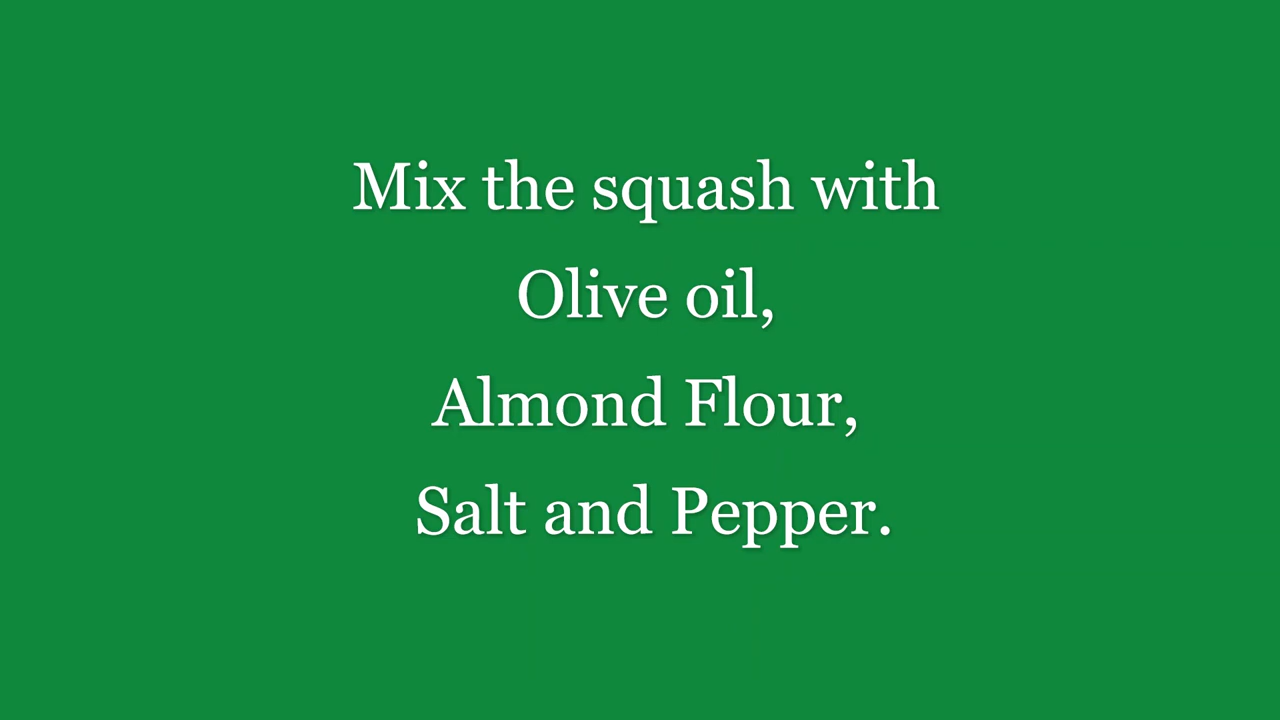 Mix the squash with
Olive oil,
Almond Flour,
Salt and Pepper.